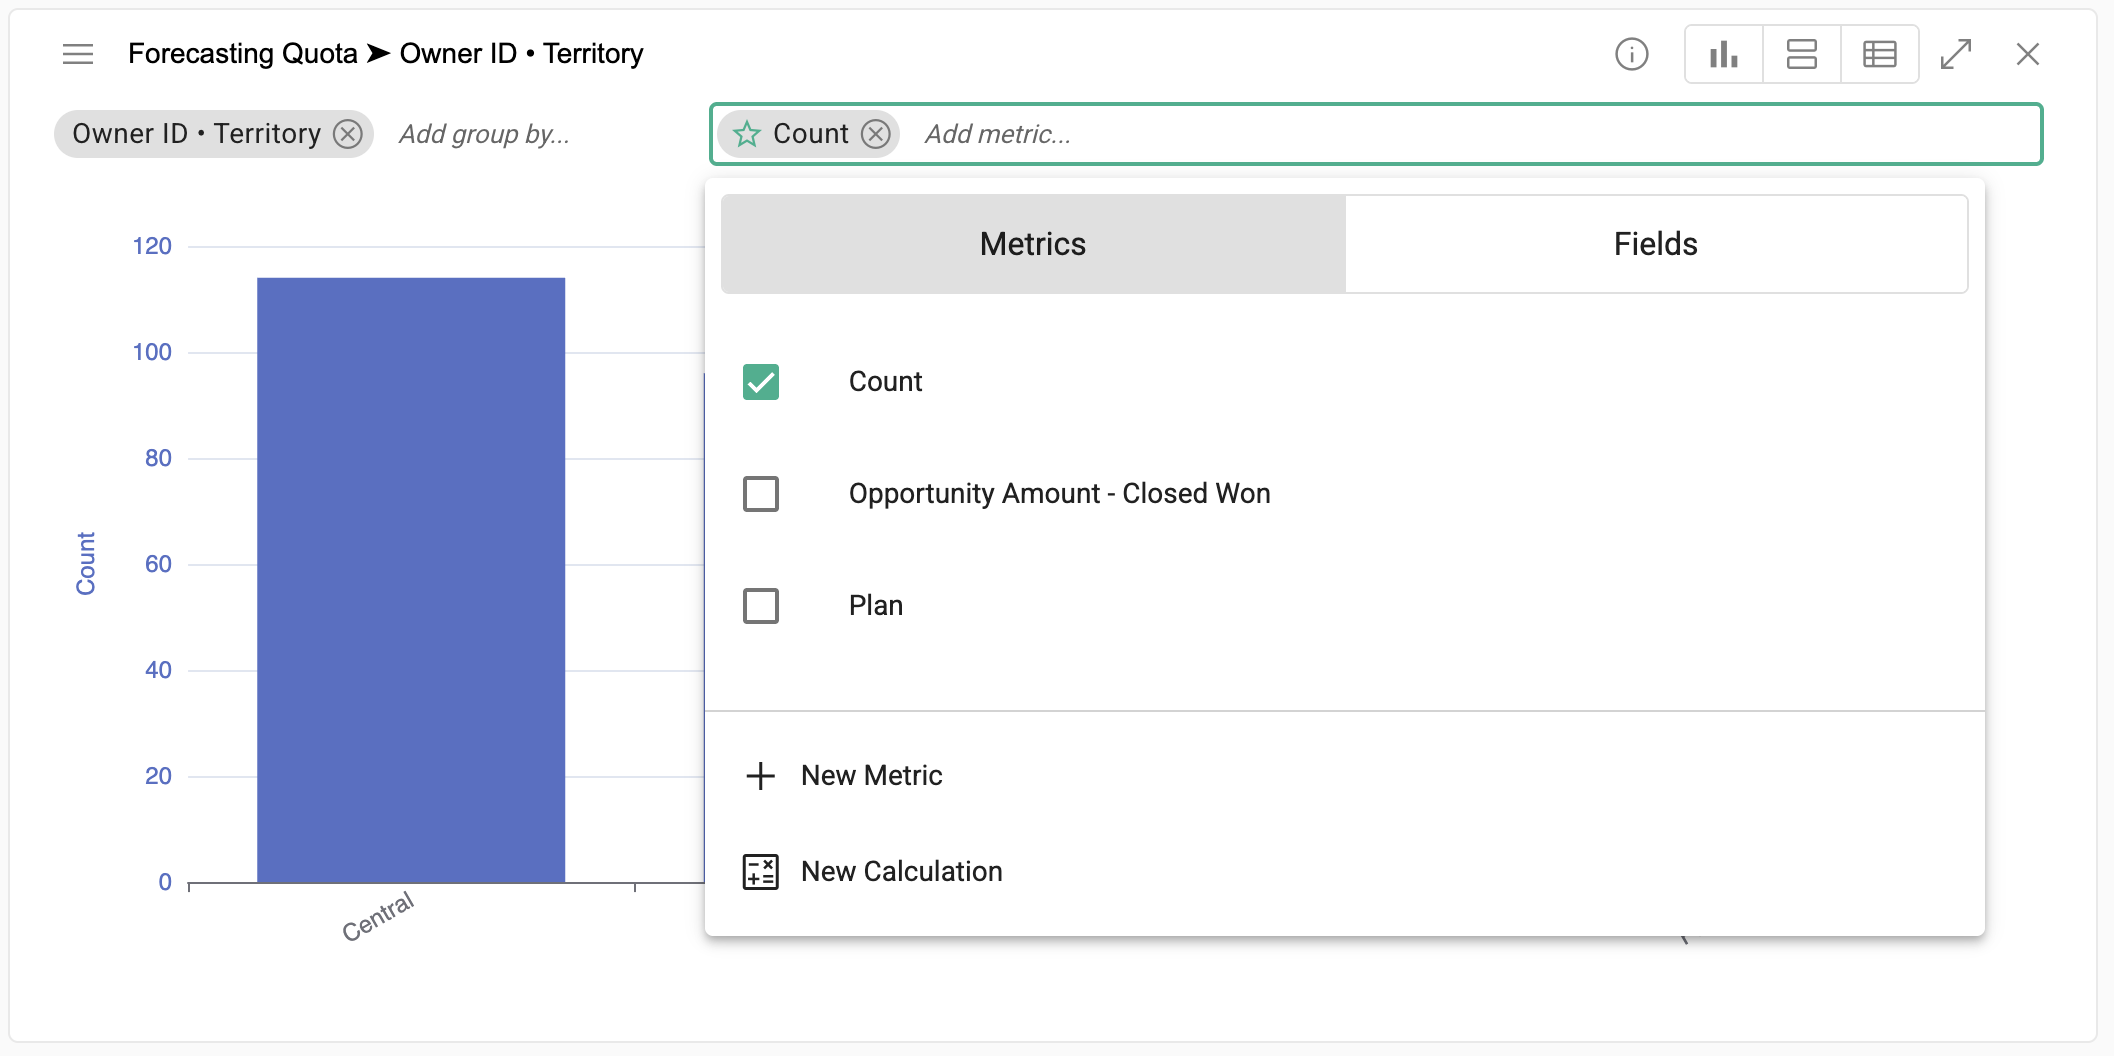 Forecasting Quota ➤ Owner ID • Territory
Owner ID • Territory
Add group by...
Count
Add metric...
Metrics
Fields
Count
Opportunity Amount - Closed Won
Plan
New Metric
New Calculation
120
100
80
60
40
20
0
Count
Central